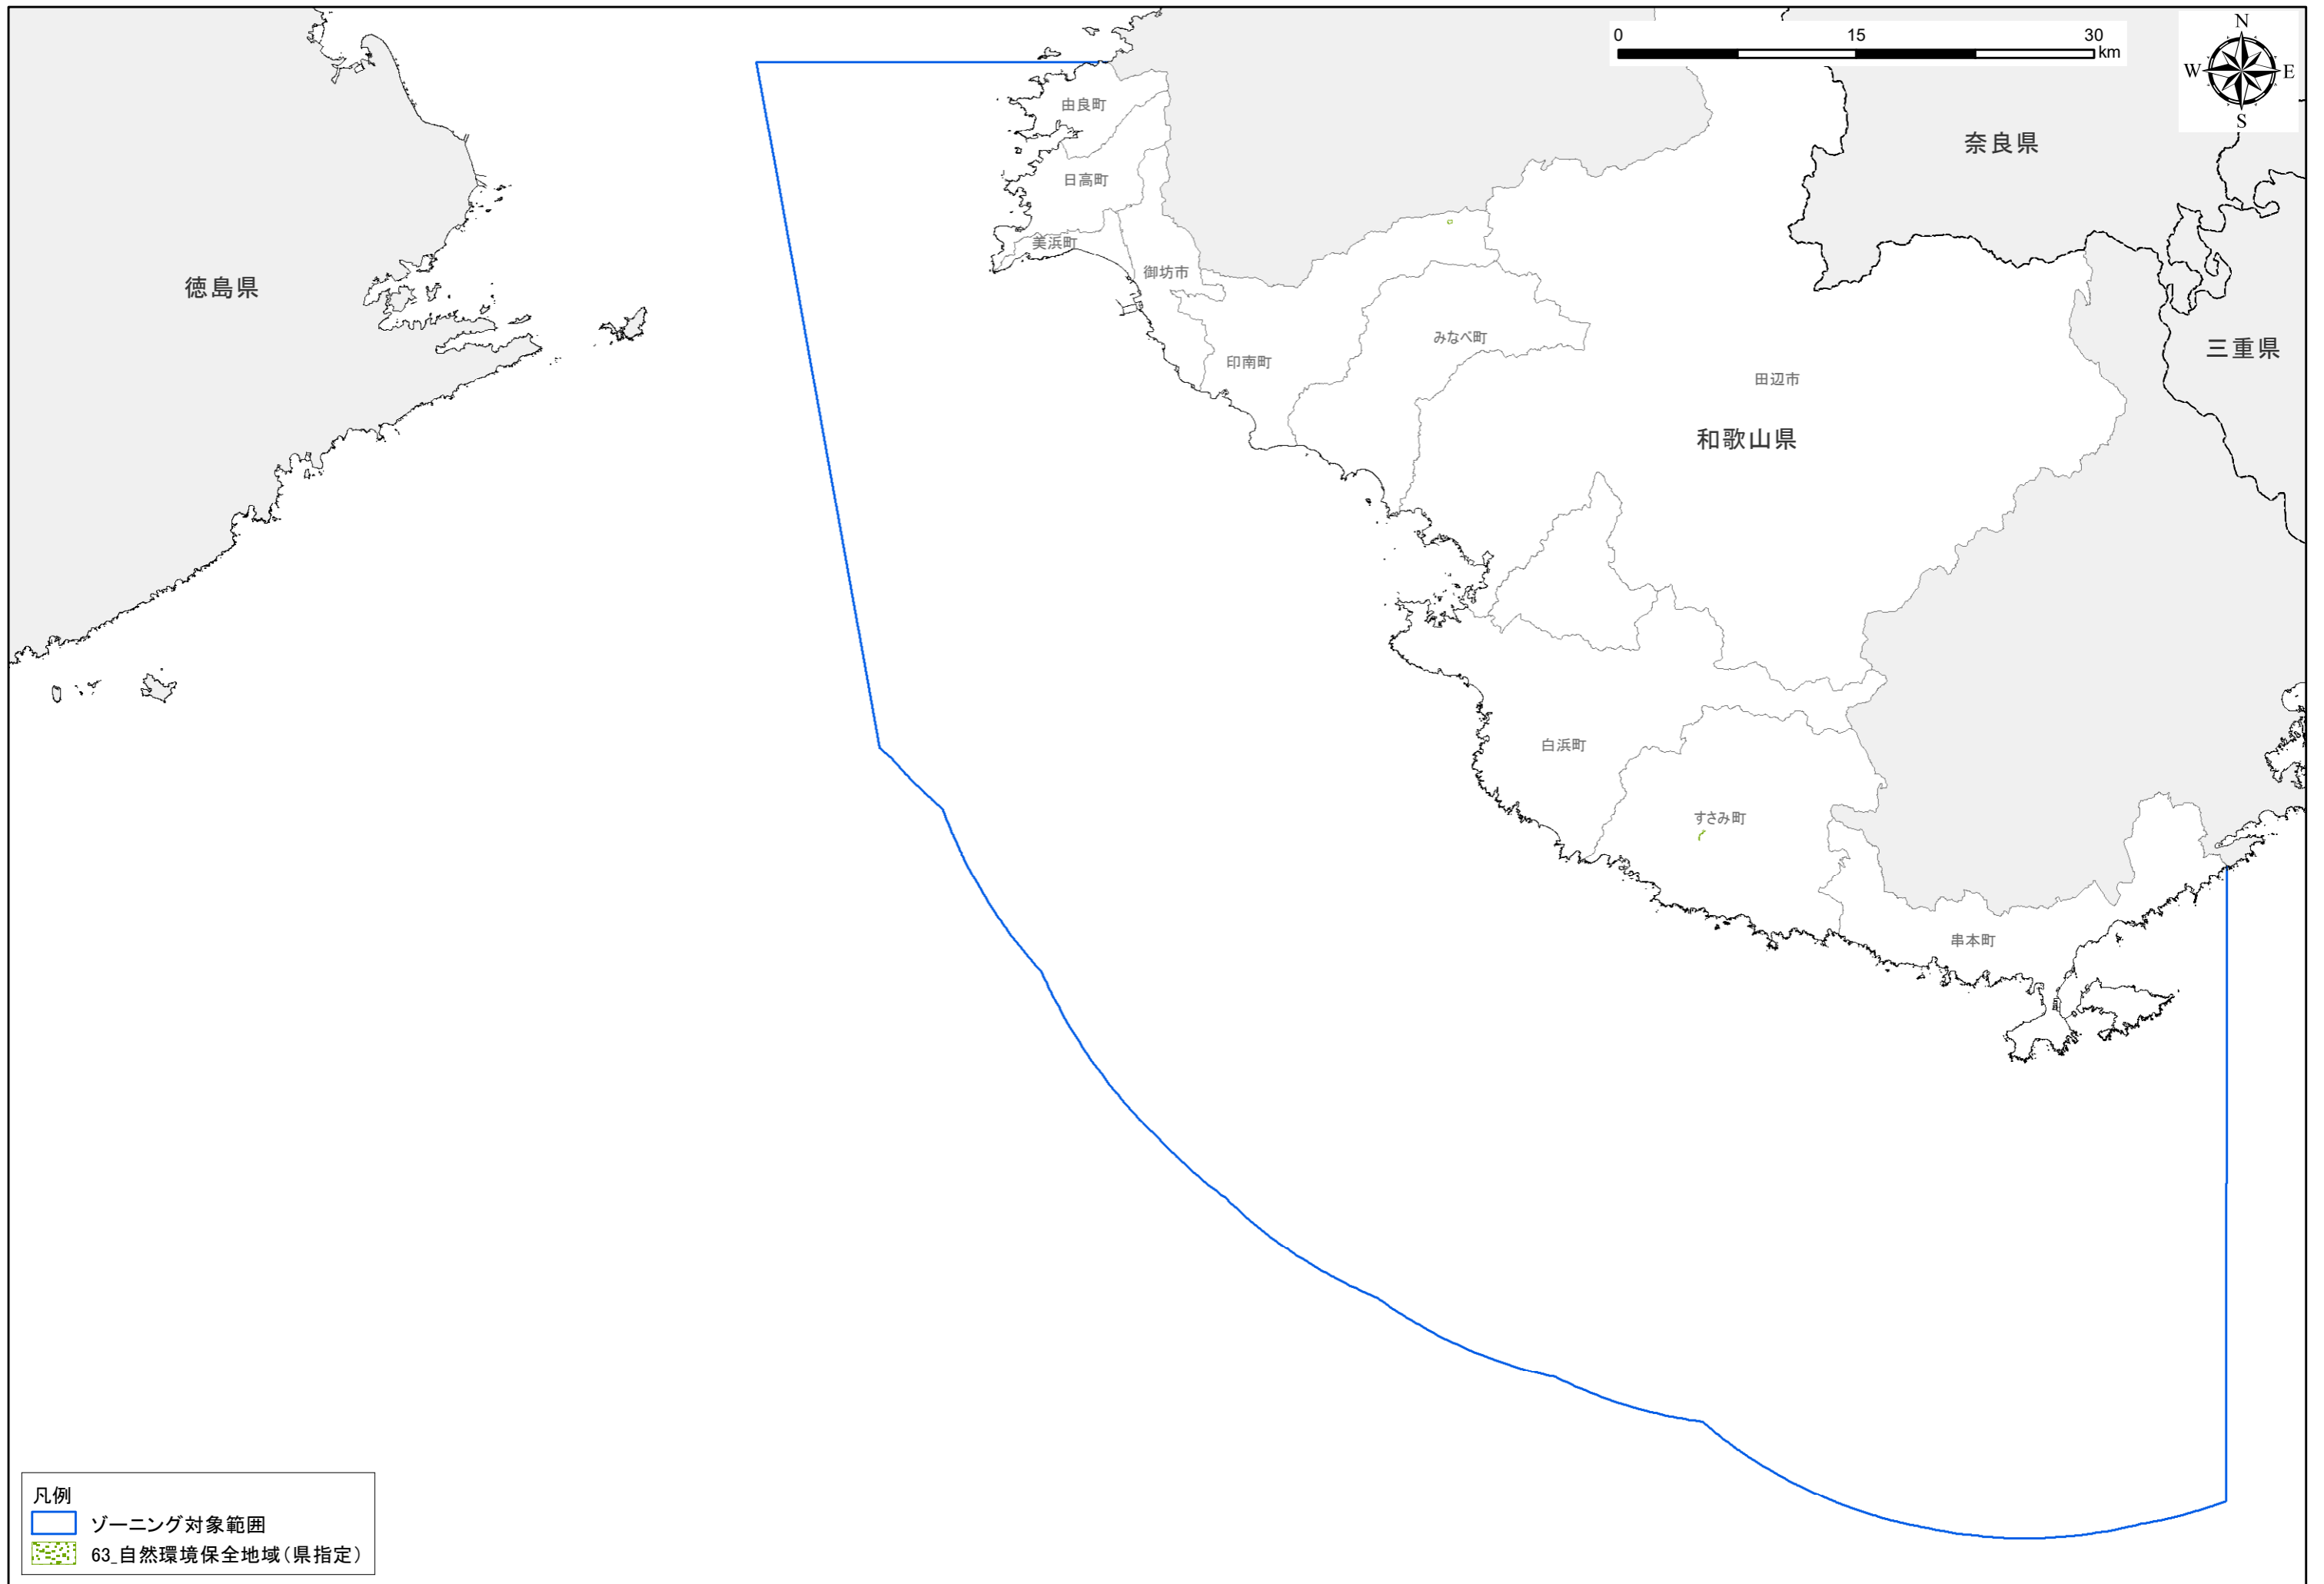 0 15 30
km
N
W E
S
由良町
奈良県
日高町
美浜町
御坊市
徳島県
みなべ町
三重県
印南町
田辺市
和歌山県
白浜町
すさみ町
串本町
凡例
ゾーニング対象範囲
63_自然環境保全地域(県指定)